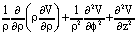 1/ρ ∂/∂ρ (ρ ∂V/∂ρ) + 1/ρ² ∂²V/∂ϕ² + ∂²V/∂z²